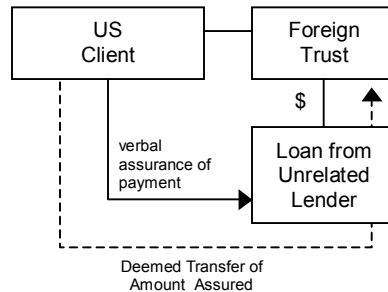 US
Client
Foreign
Trust
$
verbal
assurance of
payment
Loan from
Unrelated
Lender
Deemed Transfer of
Amount Assured